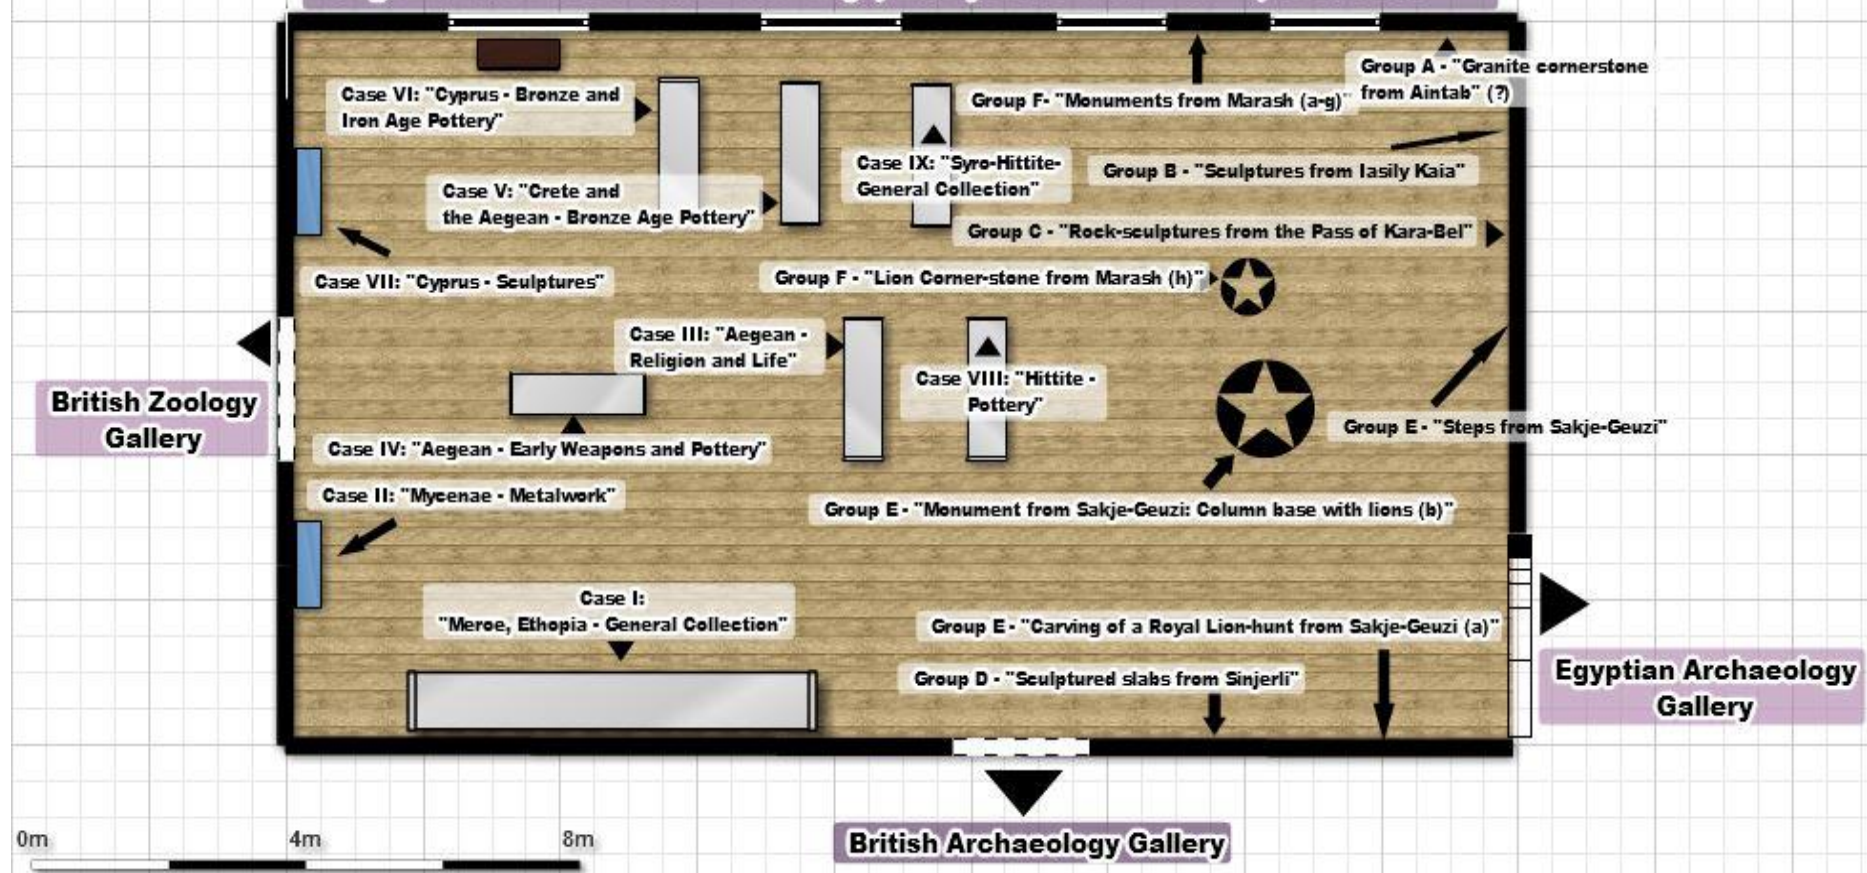 Case VI: "Cyprus - Bronze and
Iron Age Pottery"
Group F- "Monuments from Marash (a-g)"
Group A - "Granite cornerstone
from Aintab" (?)
Case V: "Crete and
the Aegean - Bronze Age Pottery"
Case IX: "Syro-Hittite-
General Collection"
Group B - "Sculptures from Iasily Kaia"
Group C - "Rock-sculptures from the Pass of Kara-Bel"
Case VII: "Cyprus - Sculptures"
Group F - "Lion Corner-stone from Marash (h)"
Case III: "Aegean -
Religion and Life"
Case VIII: "Hittite -
Pottery"
British Zoology
Gallery
Group E - "Steps from Sakje-Geuzi"
Case IV: "Aegean - Early Weapons and Pottery"
Case II: "Mycenae - Metalwork"
Group E - "Monument from Sakje-Geuzi: Column base with lions (b)"
Case I:
"Meroe, Ethopia - General Collection"
Group E - "Carving of a Royal Lion-hunt from Sakje-Geuzi (a)"
Group D - "Sculptured slabs from Sinjerli"
Egyptian Archaeology
Gallery
British Archaeology Gallery
0m 4m 8m